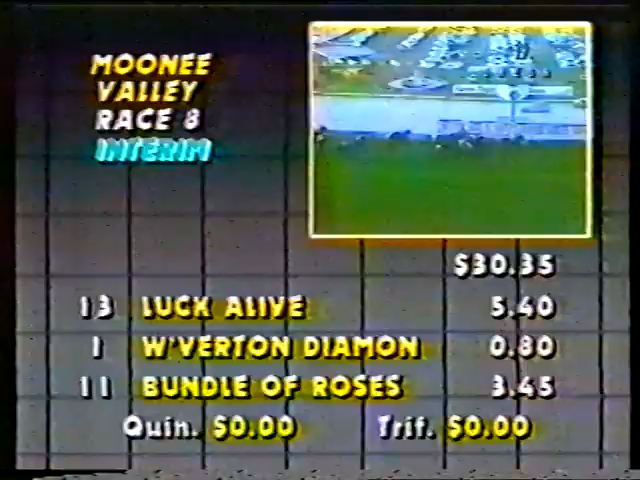 MOONEE
VALLEY
RACE 8
INTERIM
$30.35
13 LUCK ALIVE 5.40
1 W'VERTON DIAMON 0.80
11 BUNDLE OF ROSES 3.45
Quin. $0.00 Trif. $0.00